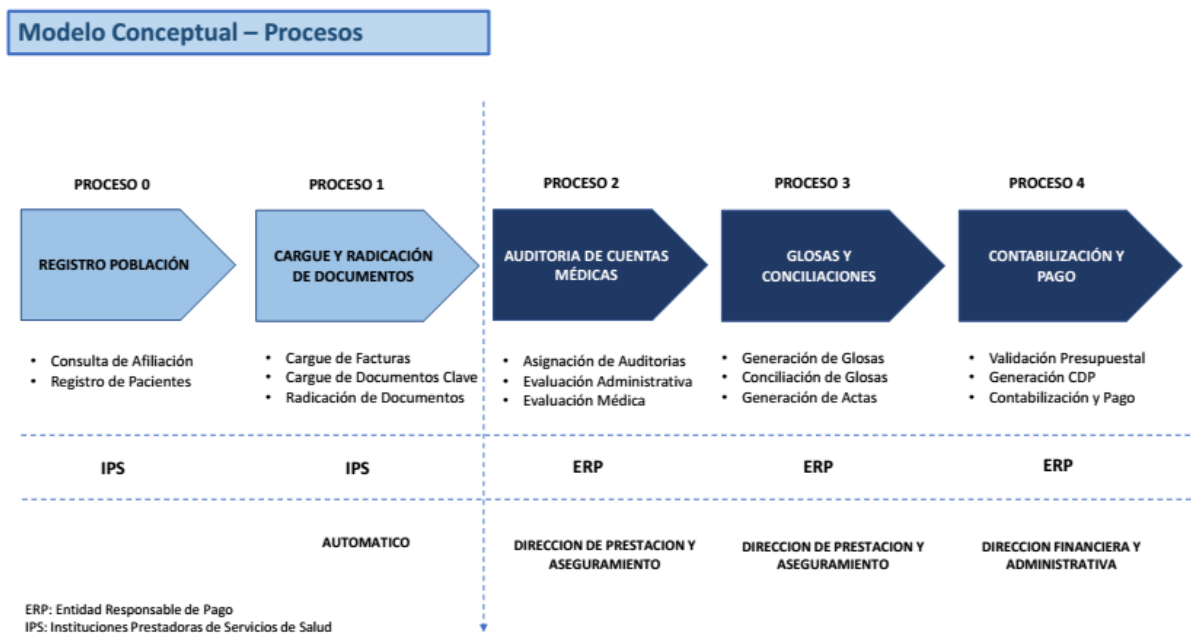 Modelo Conceptual – Procesos
PROCESO 0
PROCESO 1
PROCESO 2
PROCESO 3
PROCESO 4
REGISTRO POBLACIÓN
CARGUE Y RADICACIÓN
DE DOCUMENTOS
AUDITORIA DE CUENTAS
MÉDICAS
GLOSAS Y
CONCILIACIONES
CONTABILIZACIÓN Y
PAGO
• Consulta de Afiliación
• Registro de Pacientes
• Cargue de Facturas
• Cargue de Documentos Clave
• Radicación de Documentos
• Asignación de Auditorias
• Evaluación Administrativa
• Evaluación Médica
• Generación de Glosas
• Conciliación de Glosas
• Generación de Actas
• Validación Presupuestal
• Generación CDP
• Contabilización y Pago
IPS
IPS
ERP
ERP
ERP
AUTOMATICO
DIRECCION DE PRESTACION Y
ASEGURAMIENTO
DIRECCION DE PRESTACION Y
ASEGURAMIENTO
DIRECCION FINANCIERA Y
ADMINISTRATIVA
ERP: Entidad Responsable de Pago
IPS: Instituciones Prestadoras de Servicios de Salud